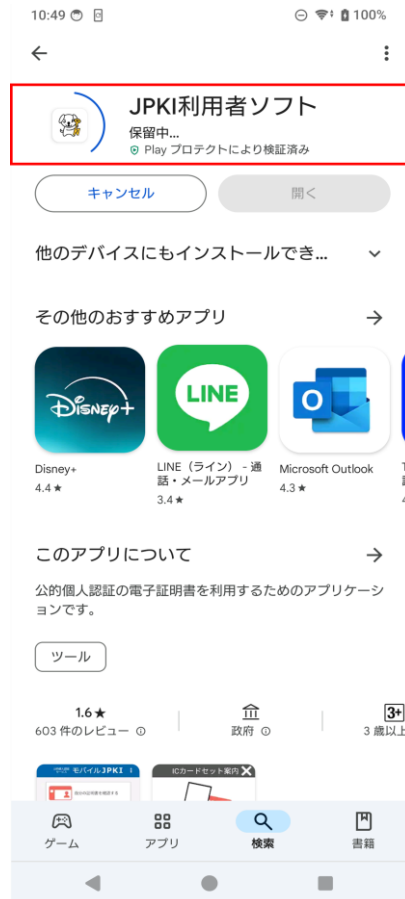 10:49
100%
JPKI利用者ソフト
保留中...
Play プロテクトにより検証済み
キャンセル
開く
他のデバイスにもインストールでき...
その他のおすすめアプリ
Disney+
LINE
O
Disney+
4.4★
LINE（ライン） - 通
話・メールアプリ
3.4★
Microsoft Outlook
4.3★
このアプリについて
公的個人認証の電子証明書を利用するためのアプリケーシ
ョンです。
ツール
1.6★
603 件のレビュー
政府
3+
3 歳以上
モバイルJPKI
ICカードセット案内
ゲーム
アプリ
検索
書籍